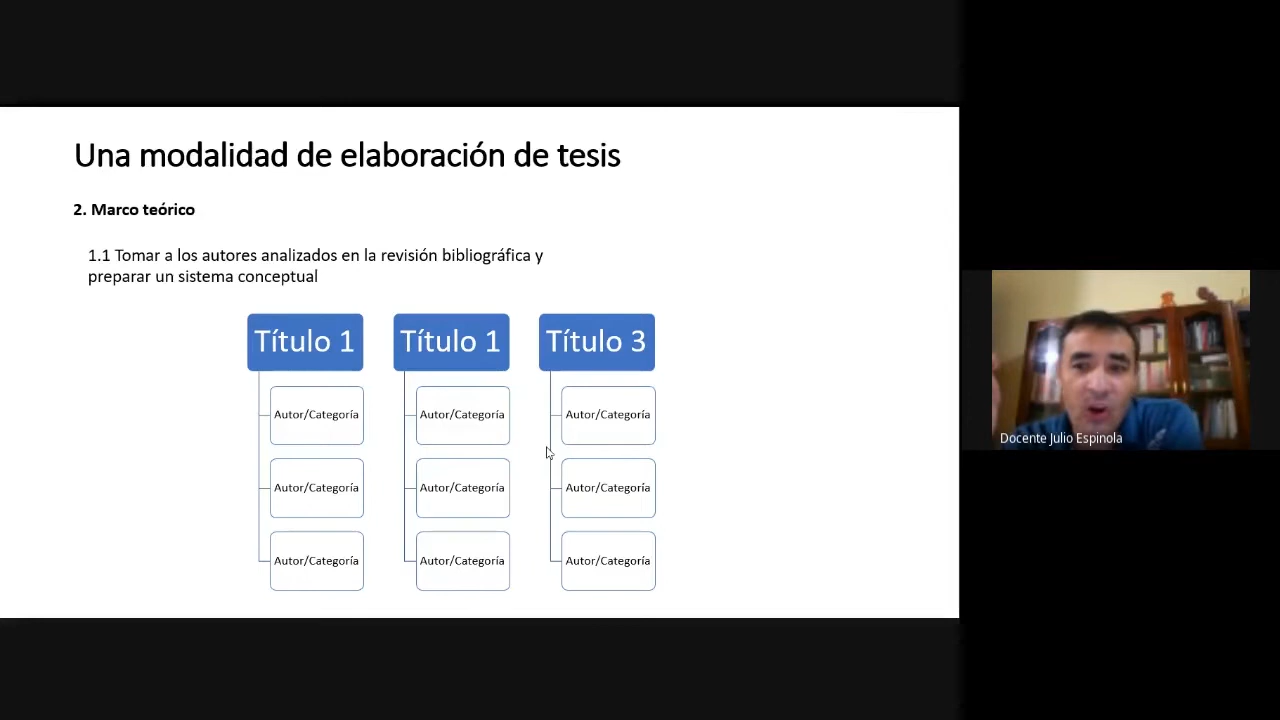 Una modalidad de elaboración de tesis
2. Marco teórico
1.1 Tomar a los autores analizados en la revisión bibliográfica y
preparar un sistema conceptual
Título 1
Título 1
Título 3
Autor/Categoría
Autor/Categoría
Autor/Categoría
Autor/Categoría
Autor/Categoría
Autor/Categoría
Autor/Categoría
Autor/Categoría
Autor/Categoría
Docente Julio Espinola